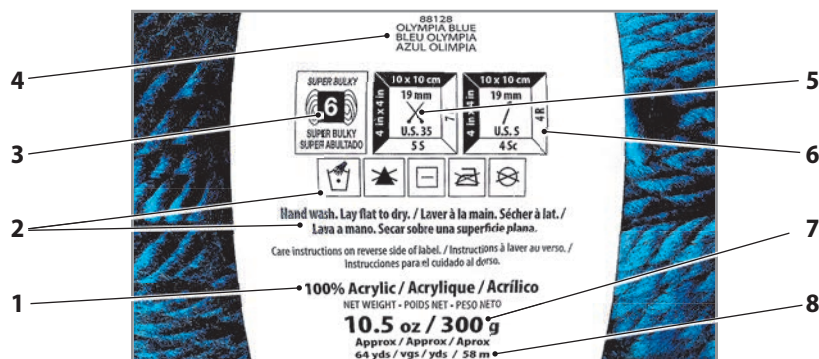 88128
OLYMPIA BLUE
BLEU OLYMPIA
AZUL OLIMPIA
4
SUPER BULKY
6
SUPER BULKY
SUPER ABULTADO
3
10 x 10 cm
4 in x 4 in
19 mm
U.S. 35
7
5 S
5
10 x 10 cm
4 in x 4 in
19 mm
U.S. S
4 R
4 Sc
6
2
Hand wash. Lay flat to dry. / Laver à la main. Sécher à lat. /
Lava a mano. Secar sobre una superficie plana.
Care instructions on reverse side of label. / Instructions à laver au verso. /
Instrucciones para el cuidado al dorso.
7
1
100% Acrylic / Acrylique / Acrílico
NET WEIGHT • POIDS NET • PESO NETO
10.5 oz / 300 g
8
Approx / Approx / Aprox
64 yds / vgs / yds / 58 m